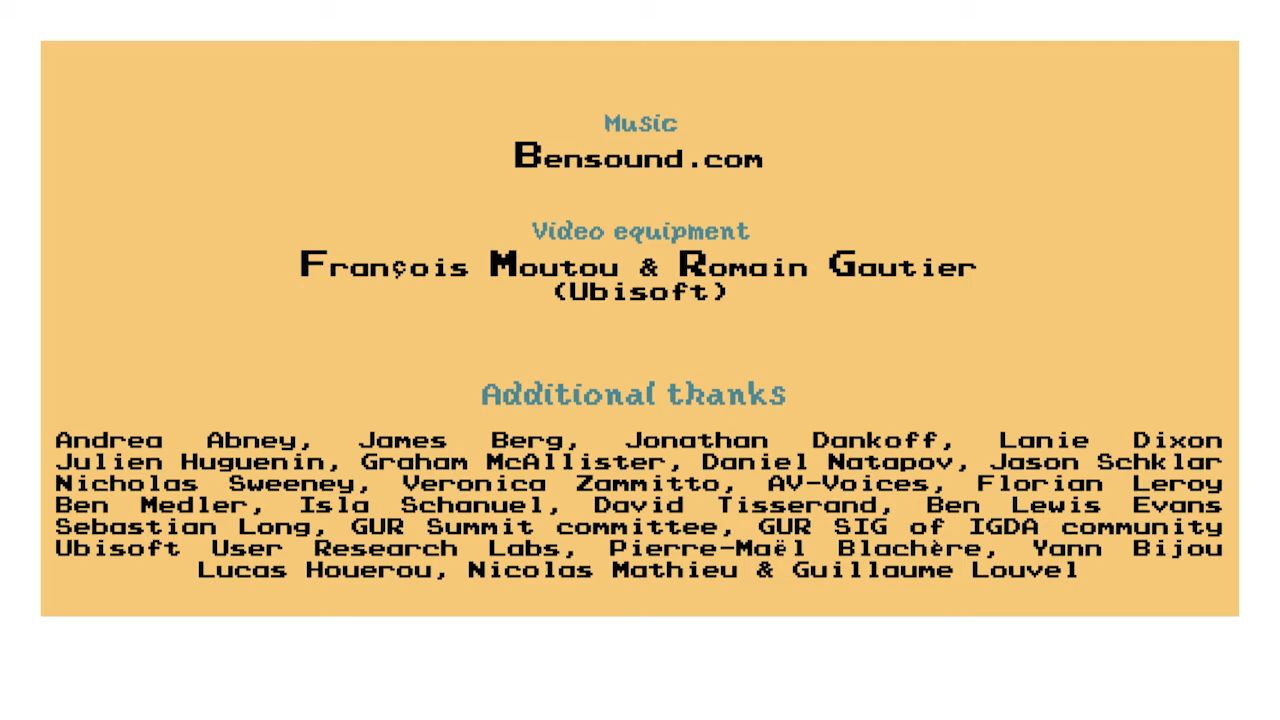 Music
Bensound.com
Video equipment
François Moutou & Romain Gautier
(Ubisoft)
Additional thanks
Andrea Abney, James Berg, Jonathan Dankoff, Lanie Dixon
Julien Huguenin, Graham McAllister, Daniel Natapov, Jason Schklar
Nicholas Sweeney, Veronica Zammitto, AV-Voices, Florian Leroy
Ben Medler, Isla Schanuel, David Tisserand, Ben Lewis Evans
Sebastian Long, GUR Summit committee, GUR SIG of IGDA community
Ubisoft User Research Labs, Pierre-Maël Blachère, Yann Bijou
Lucas Houerou, Nicolas Mathieu & Guillaume Louvel